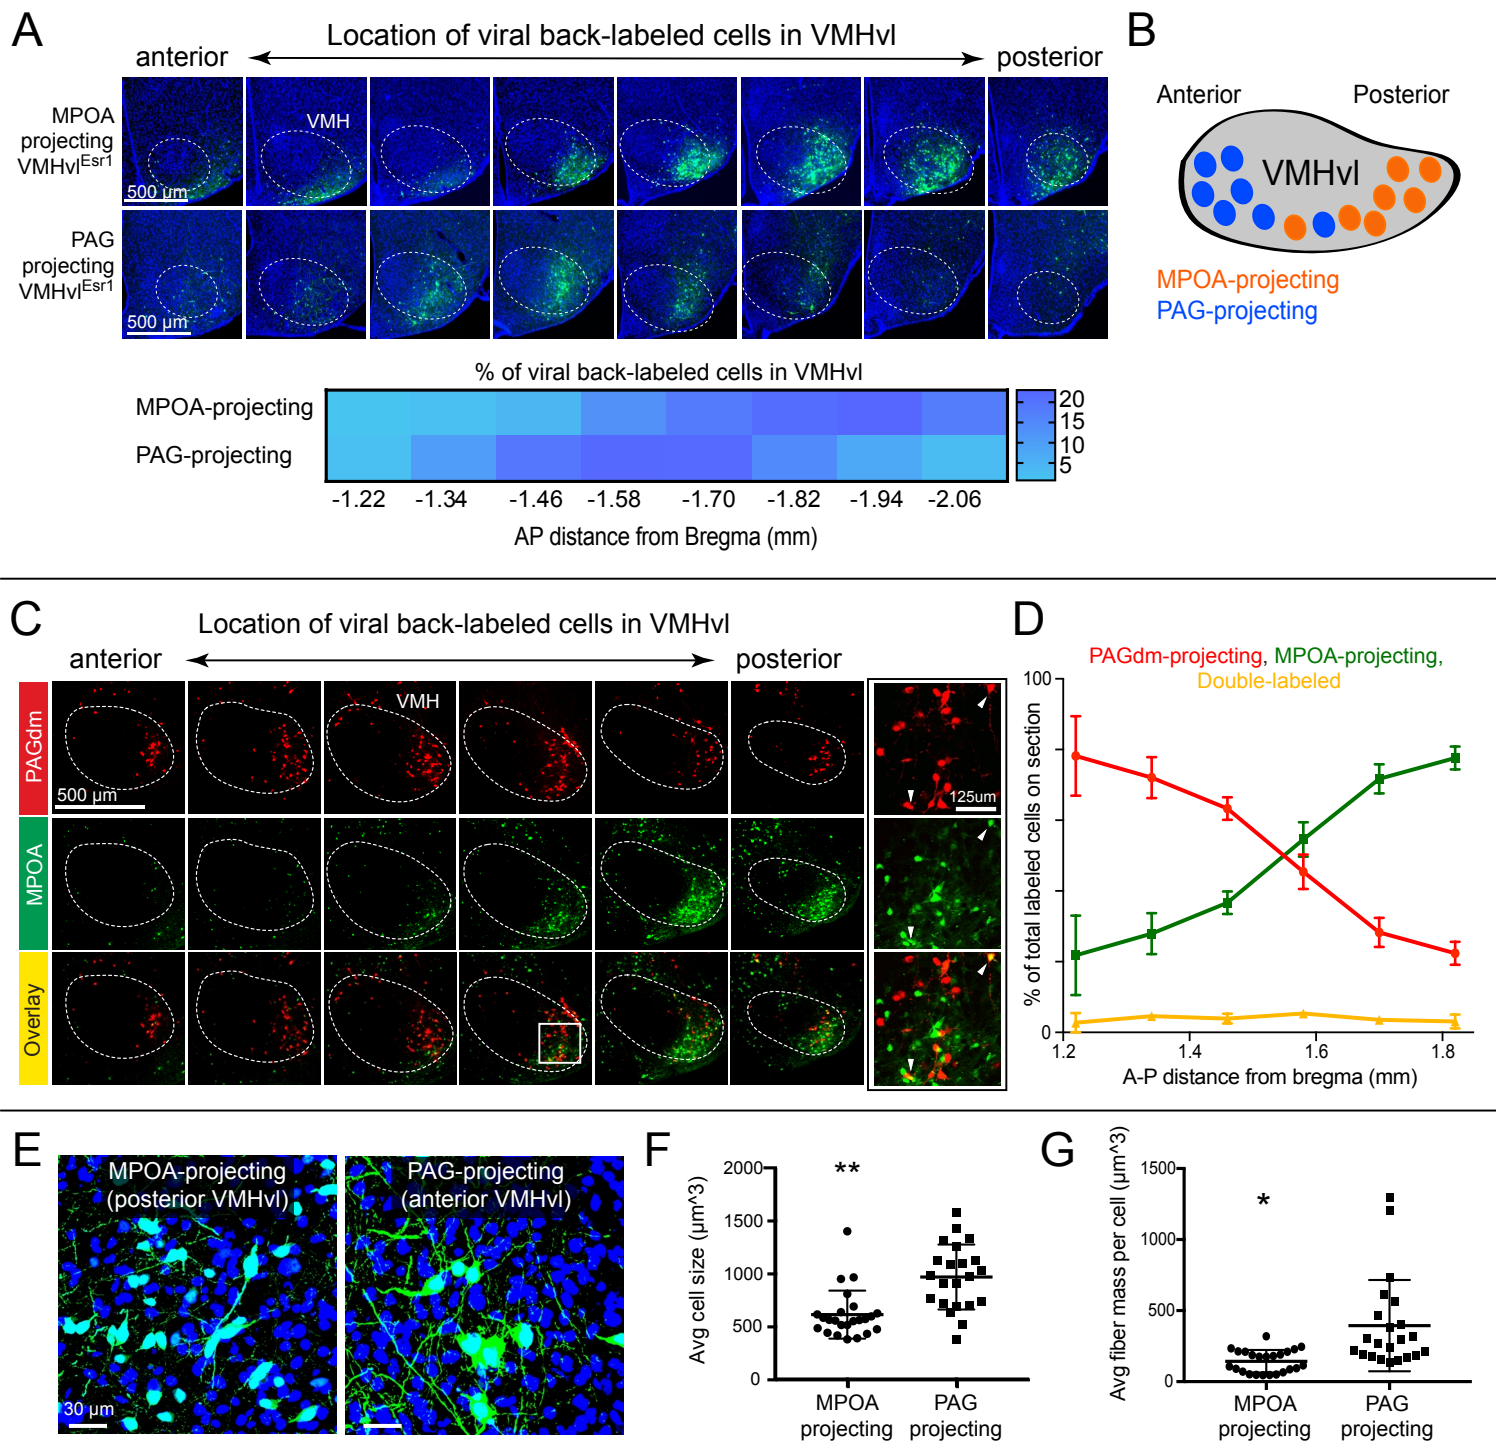 A
Location of viral back-labeled cells in VMHvl
anterior
posterior
MPOA
projecting
VMHvlEsr1
VMH
500 µm
PAG
projecting
VMHvlEsr1
500 µm
% of viral back-labeled cells in VMHvl
MPOA-projecting
PAG-projecting
20
15
10
5
-1.22 -1.34 -1.46 -1.58 -1.70 -1.82 -1.94 -2.06
AP distance from Bregma (mm)
B
Anterior Posterior
VMHvl
MPOA-projecting
PAG-projecting
C
Location of viral back-labeled cells in VMHvl
anterior
posterior
PAGdm
VMH
500 µm
125um
MPOA
Overlay
D
PAGdm-projecting, MPOA-projecting,
Double-labeled
% of total labeled cells on section
100
0
1.2 1.4 1.6 1.8
A-P distance from bregma (mm)
E
MPOA-projecting
(posterior VMHvl)
30 µm
PAG-projecting
(anterior VMHvl)
F
Avg cell size (µm^3)
2000
1500
1000
500
0
**
MPOA
projecting
PAG
projecting
G
Avg fiber mass per cell (µm^3)
1500
1000
500
0
*
MPOA
projecting
PAG
projecting